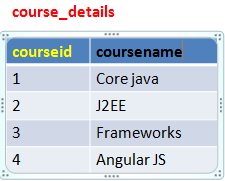 course_details
courseid coursename
1 Core java
2 J2EE
3 Frameworks
4 Angular JS